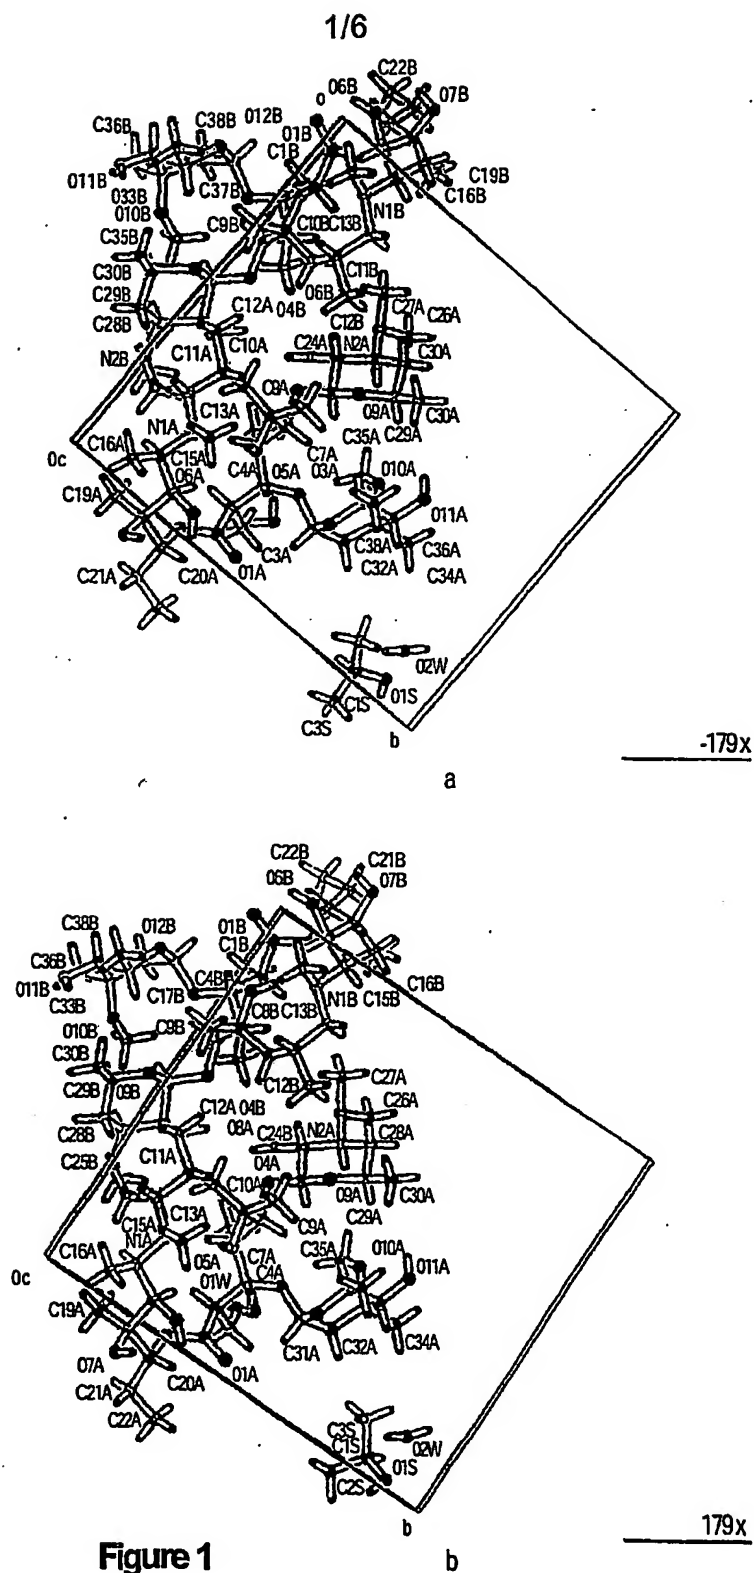 1/6
C22B
O6B
O7B
o
O12B
C38B
C36B
O1B
C1B
O11B
C19B
C16B
O33B
C37B
O10B
N1B
C9B
C10B
C13B
C35B
C30B
C11B
C29B
O6B
C12A
O4B
C27A
C26A
C28B
C12B
C11A
C10A
C24A
N2A
C30A
N2B
C9A
C13A
O9A
C30A
N1A
C29A
C16A
C15A
C7A
C35A
0c
O6A
C4A
O5A
O3A
O10A
C19A
O11A
C3A
C38A
C36A
C21A
C20A
O1A
C32A
C34A
O2W
O1S
C1S
C3S
b
-179x
a
C22B
C21B
O6B
O7B
C38B
O12B
O1B
C1B
C36B
O11B
C4B
C16B
C33B
C17B
N1B
C15B
C8B
C13B
O10B
C9B
C30B
C12B
C27A
C29B
O9B
C12A
O4B
C26A
C28B
O8A
C24B
N2A
C28A
C11A
O4A
C25B
C10A
O9A
C30A
C15A
C13A
C9A
C29A
N1A
C16A
O5A
C7A
C35A
O10A
O11A
0c
O1W
C4A
C19A
C31A
C32A
C34A
O7A
C20A
O1A
C21A
C22A
C3S
C1S
O2W
O1S
C2S
b
179x
Figure 1
b